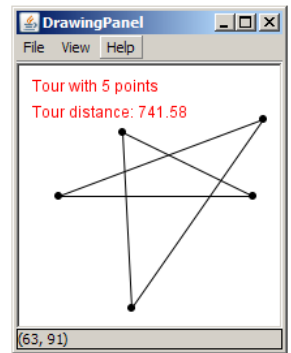 DrawingPanel
File View Help
Tour with 5 points
Tour distance: 741.58
(63, 91)